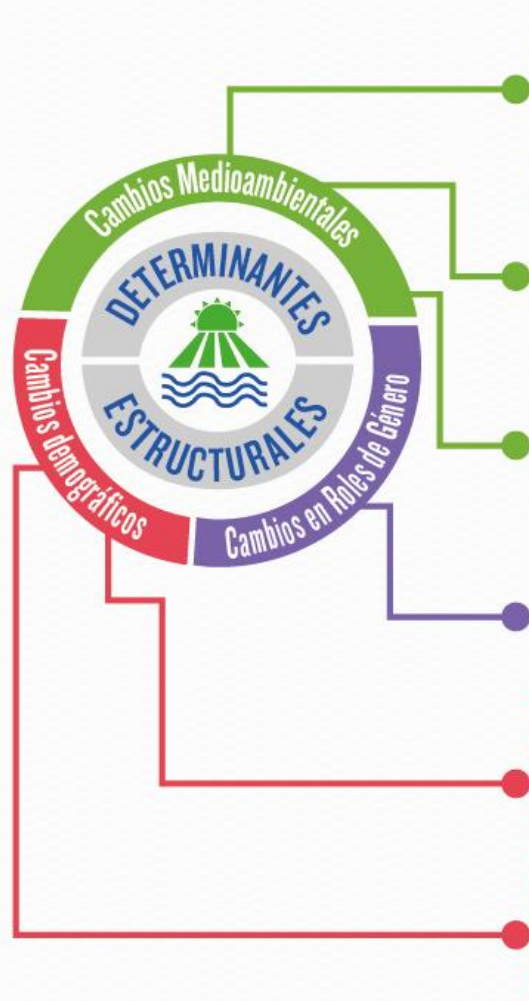 Cambios Medioambientales
DETERMINANTES
ESTRUCTURALES
Cambios demográficos
Cambios en Roles de Género